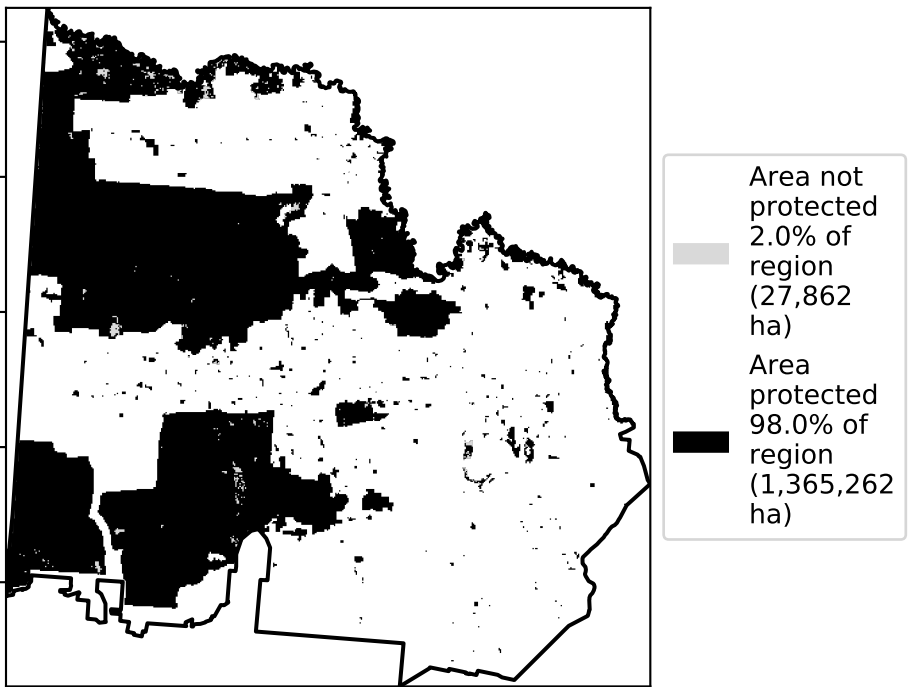 Area not
protected
2.0% of
region
(27,862
ha)
Area
protected
98.0% of
region
(1,365,262
ha)